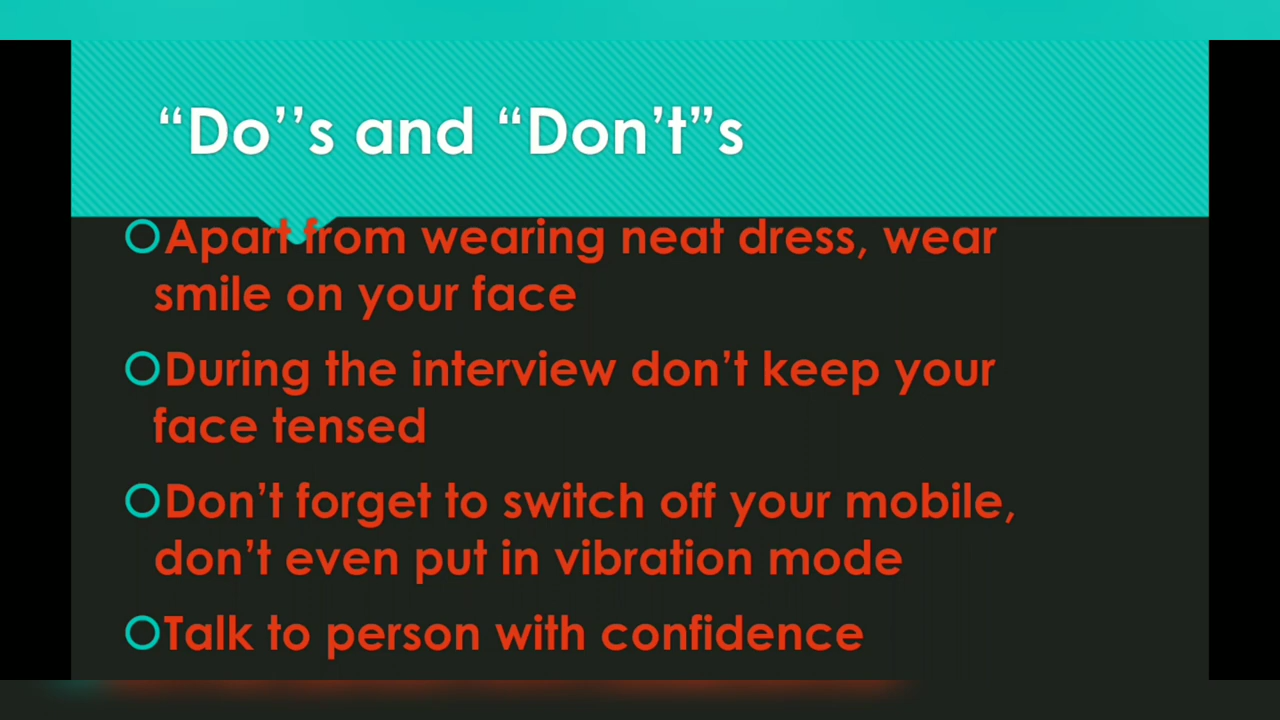 “Do’’s and “Don’t”s
Apart from wearing neat dress, wear
smile on your face
During the interview don’t keep your
face tensed
Don’t forget to switch off your mobile,
don’t even put in vibration mode
Talk to person with confidence